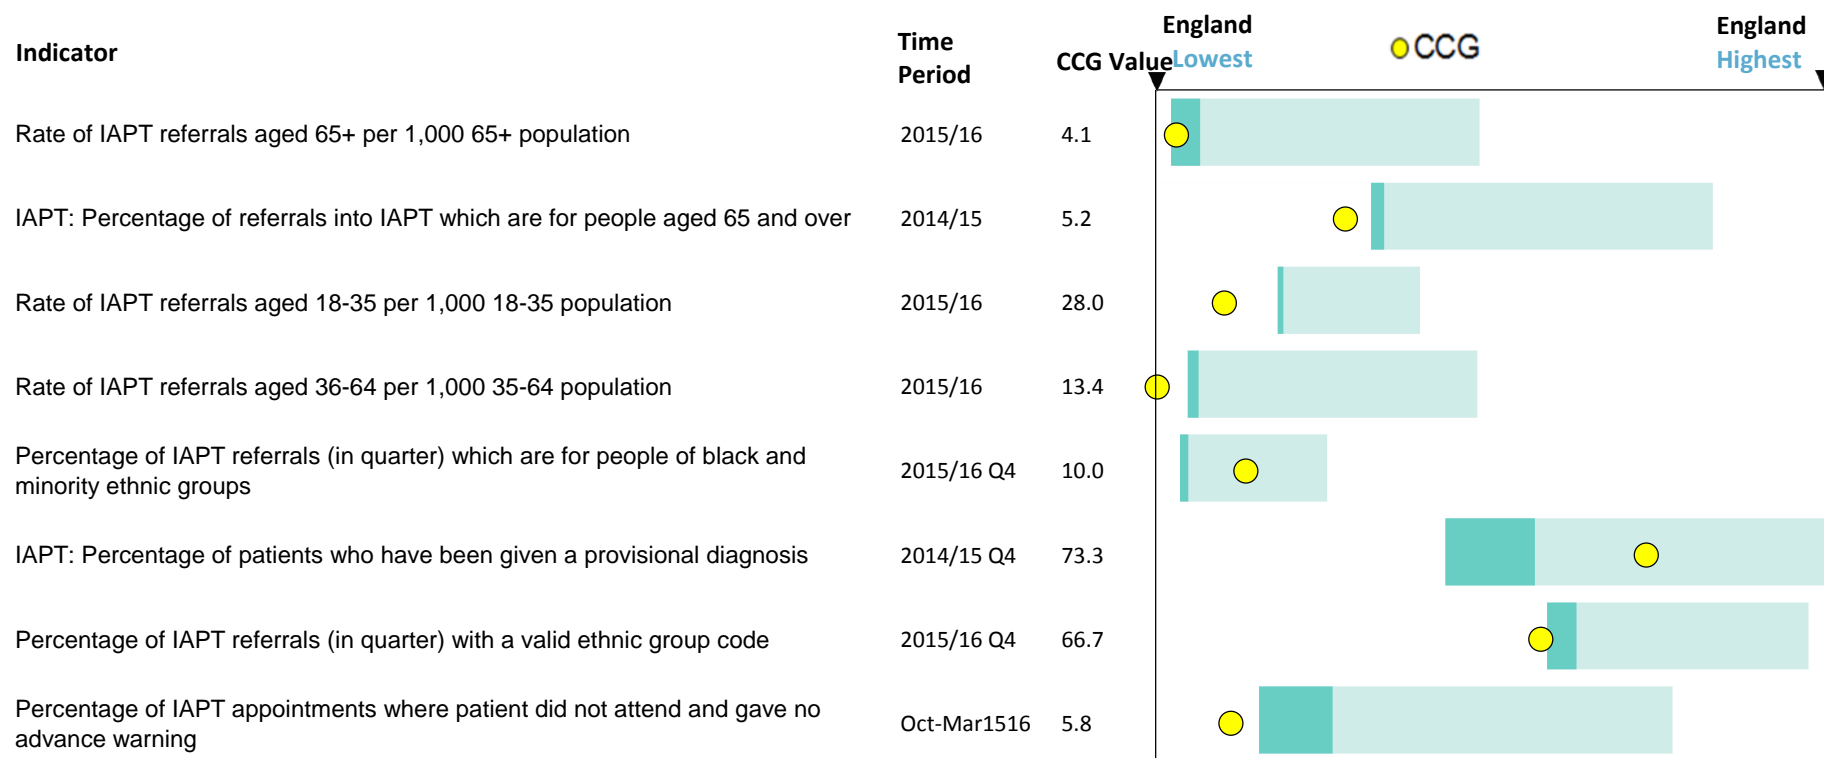 Indicator
Time
Period
CCG Value
England
Lowest
CCG
England
Highest
Rate of IAPT referrals aged 65+ per 1,000 65+ population 2015/16 4.1
IAPT: Percentage of referrals into IAPT which are for people aged 65 and over 2014/15 5.2
Rate of IAPT referrals aged 18-35 per 1,000 18-35 population 2015/16 28.0
Rate of IAPT referrals aged 36-64 per 1,000 35-64 population 2015/16 13.4
Percentage of IAPT referrals (in quarter) which are for people of black and
minority ethnic groups
2015/16 Q4 10.0
IAPT: Percentage of patients who have been given a provisional diagnosis 2014/15 Q4 73.3
Percentage of IAPT referrals (in quarter) with a valid ethnic group code 2015/16 Q4 66.7
Percentage of IAPT appointments where patient did not attend and gave no
advance warning
Oct-Mar1516 5.8